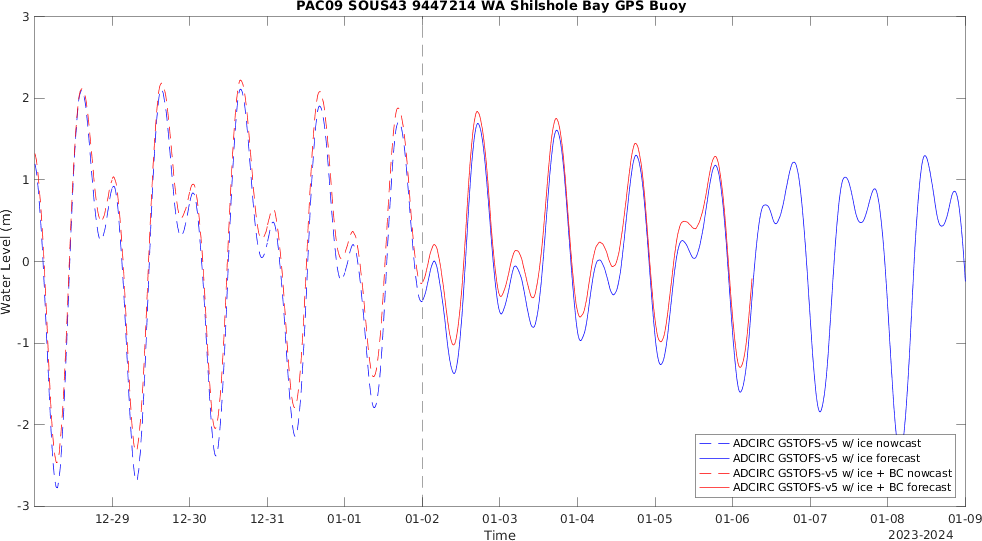 PAC09 SOUS43 9447214 WA Shilshole Bay GPS Buoy
3
2
1
0
-1
-2
-3
Water Level (m)
ADCIRC GSTOFS-v5 w/ ice nowcast
ADCIRC GSTOFS-v5 w/ ice forecast
ADCIRC GSTOFS-v5 w/ ice + BC nowcast
ADCIRC GSTOFS-v5 w/ ice + BC forecast
12-29 12-30 12-31 01-01 01-02 01-03 01-04 01-05 01-06 01-07 01-08 01-09
Time
2023-2024